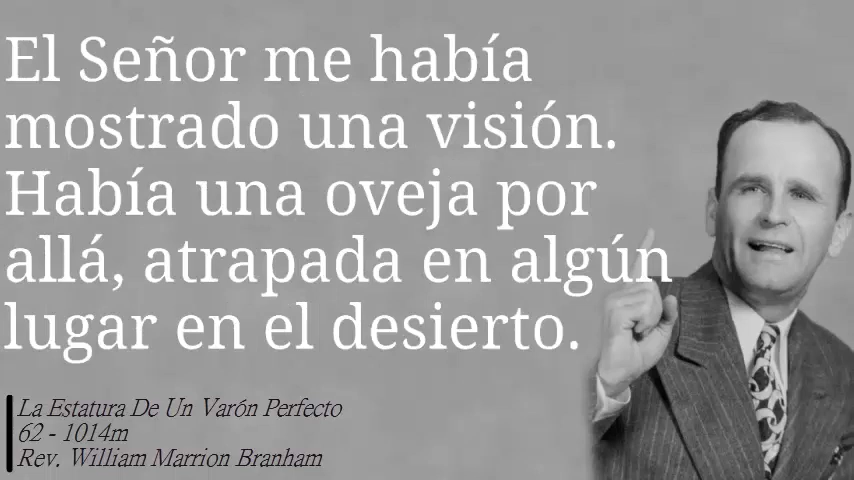 El Señor me había
mostrado una visión.
Había una oveja por
allá, atrapada en algún
lugar en el desierto.
La Estatura De Un Varón Perfecto
62 - 1014m
Rev. William Marrion Branham